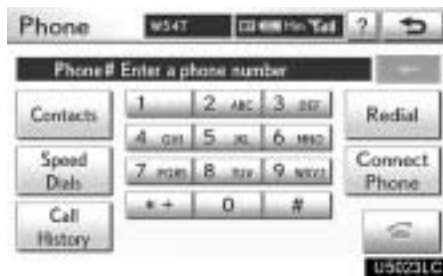 Phone W54T ?
Phone# Enter a phone number
Contacts
1 2 ABC 3 DEF
Redial
4 GHI 5 JKL 6 MNO
Speed Dials
7 PQRS 8 TUV 9 WXYZ
Connect Phone
* + 0 #
Call History
U5023LC